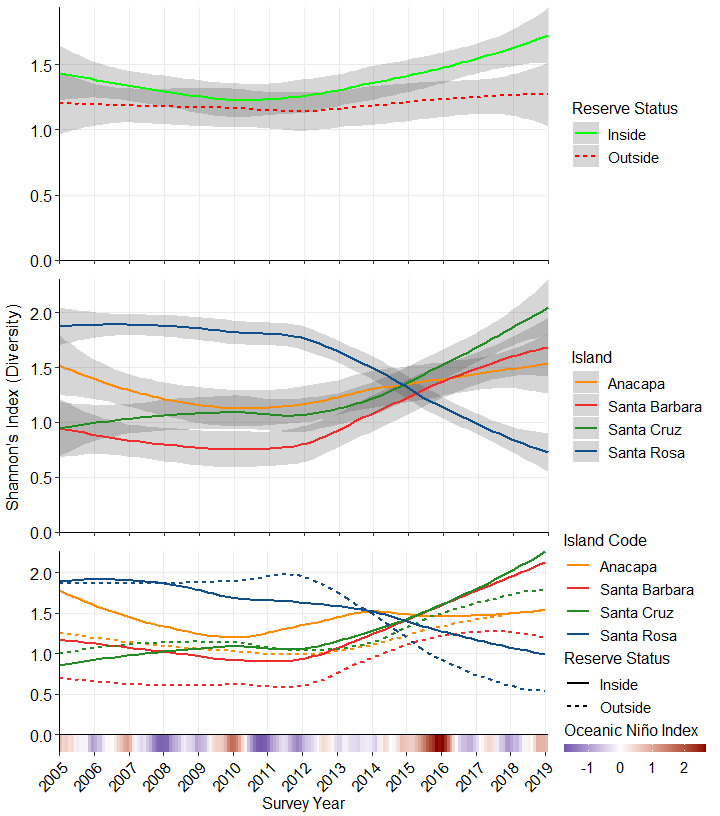 1.5
1.0
0.5
0.0
Reserve Status
Inside
Outside
Shannon's Index (Diversity)
2.0
1.5
1.0
0.5
0.0
Island
Anacapa
Santa Barbara
Santa Cruz
Santa Rosa
2.0
1.5
1.0
0.5
0.0
2005 2006 2007 2008 2009 2010 2011 2012 2013 2014 2015 2016 2017 2018 2019
Survey Year
Island Code
Anacapa
Santa Barbara
Santa Cruz
Santa Rosa
Reserve Status
Inside
Outside
Oceanic Niño Index
-1 0 1 2